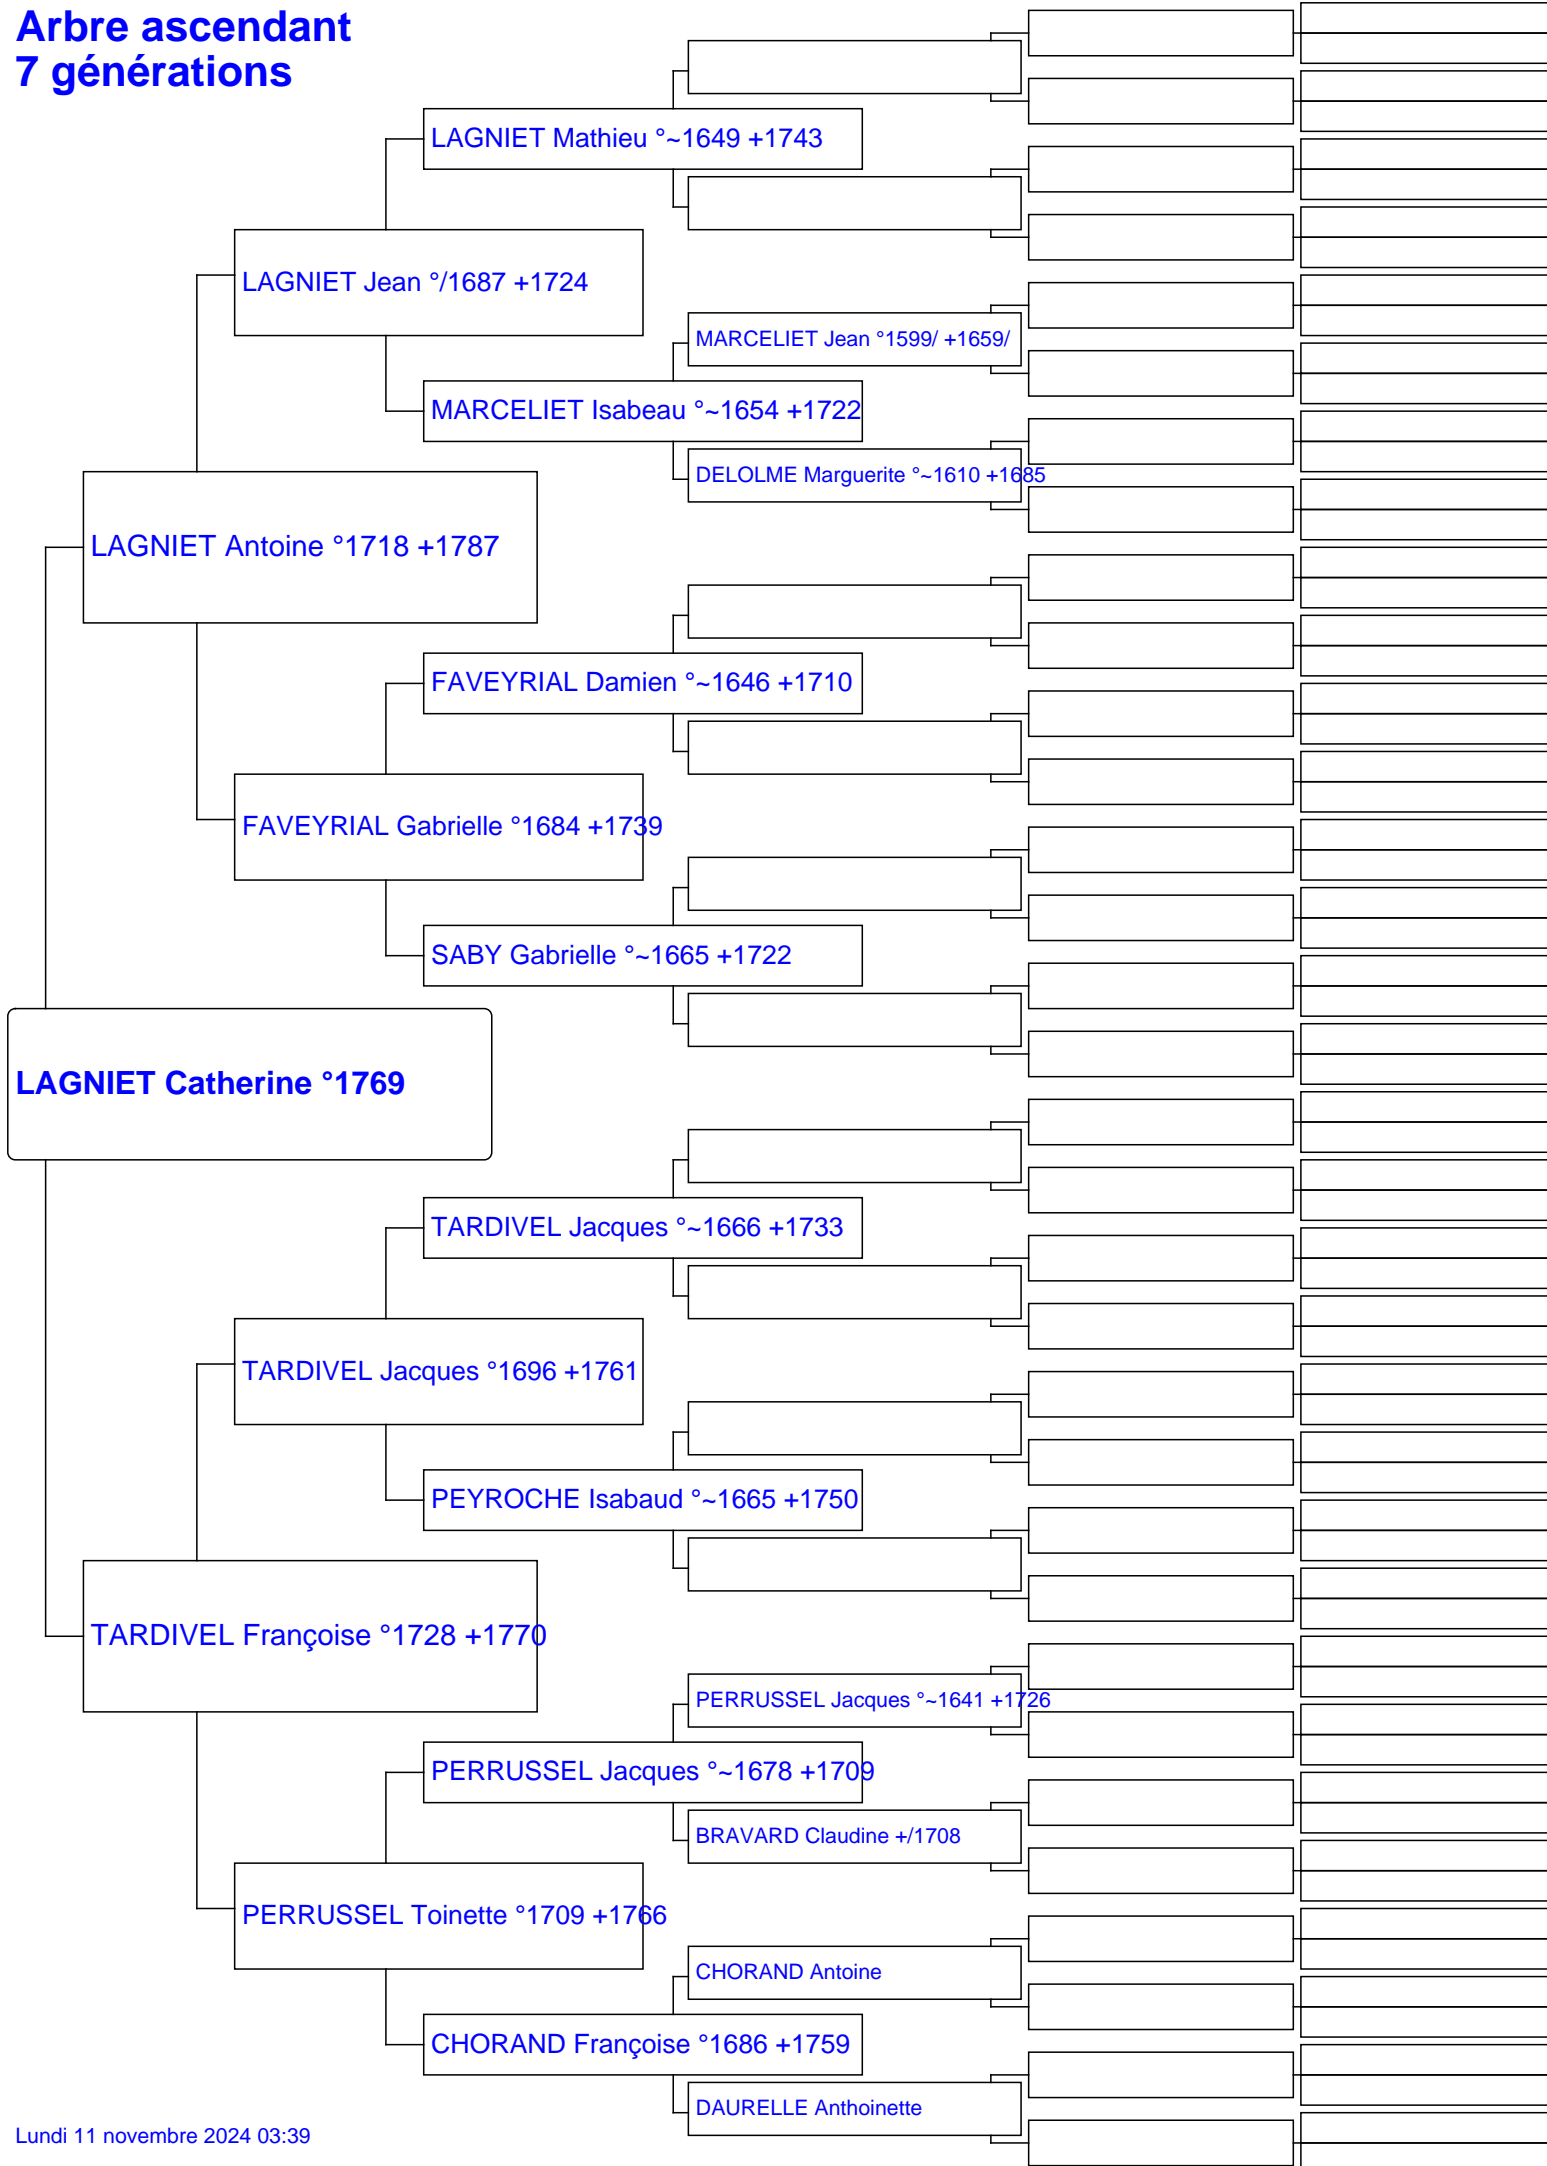 Arbre ascendant
7 générations
LAGNIET Mathieu °~1649 +1743
LAGNIET Jean °/1687 +1724
MARCELIET Jean °1599/ +1659/
MARCELIET Isabeau °~1654 +1722
DELOLME Marguerite °~1610 +1685
LAGNIET Antoine °1718 +1787
FAVEYRIAL Damien °~1646 +1710
FAVEYRIAL Gabrielle °1684 +1739
SABY Gabrielle °~1665 +1722
LAGNIET Catherine °1769
TARDIVEL Jacques °~1666 +1733
TARDIVEL Jacques °1696 +1761
PEYROCHE Isabaud °~1665 +1750
TARDIVEL Françoise °1728 +1770
PERRUSSEL Jacques °~1641 +1726
PERRUSSEL Jacques °~1678 +1709
BRAVARD Claudine +/1708
PERRUSSEL Toinette °1709 +1766
CHORAND Antoine
CHORAND Françoise °1686 +1759
DAURELLE Anthoinette
Lundi 11 novembre 2024 03:39